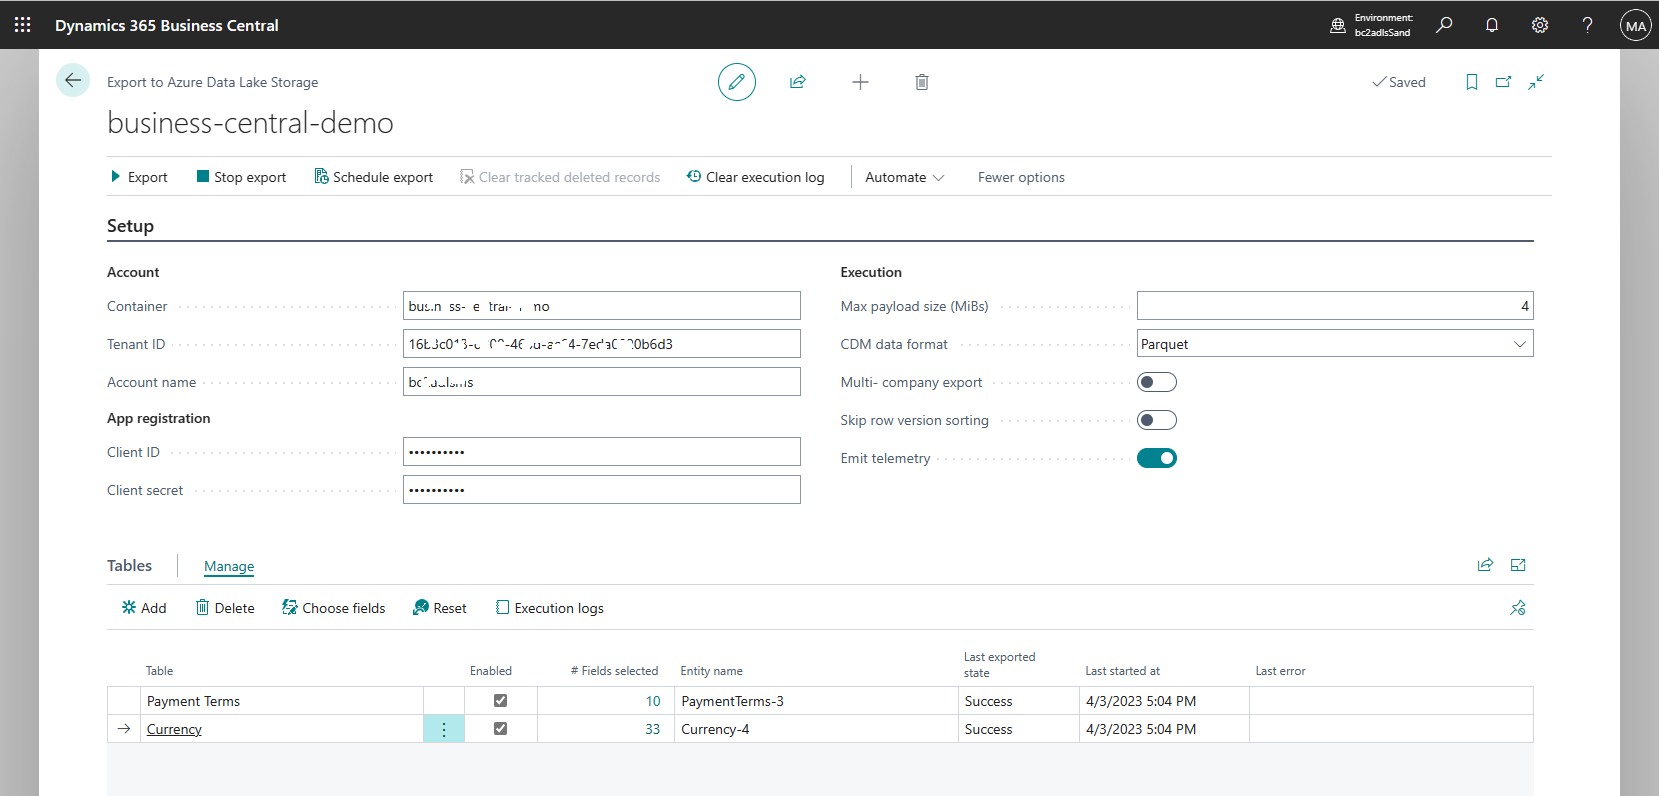 Dynamics 365 Business Central
Environment:
bc2adlsSand
MA
Export to Azure Data Lake Storage
Saved
business-central-demo
Export
Stop export
Schedule export
Clear tracked deleted records
Clear execution log
Automate
Fewer options
Setup
Account
Container
Tenant ID
Account name
App registration
Client ID
••••••••••
Client secret
••••••••••
Execution
Max payload size (MiBs)
4
CDM data format
Parquet
Multi- company export
Skip row version sorting
Emit telemetry
Tables
Manage
Add
Delete
Choose fields
Reset
Execution logs
Table Enabled # Fields selected Entity name Last exported state Last started at Last error
Payment Terms 10 PaymentTerms-3 Success 4/3/2023 5:04 PM
Currency 33 Currency-4 Success 4/3/2023 5:04 PM